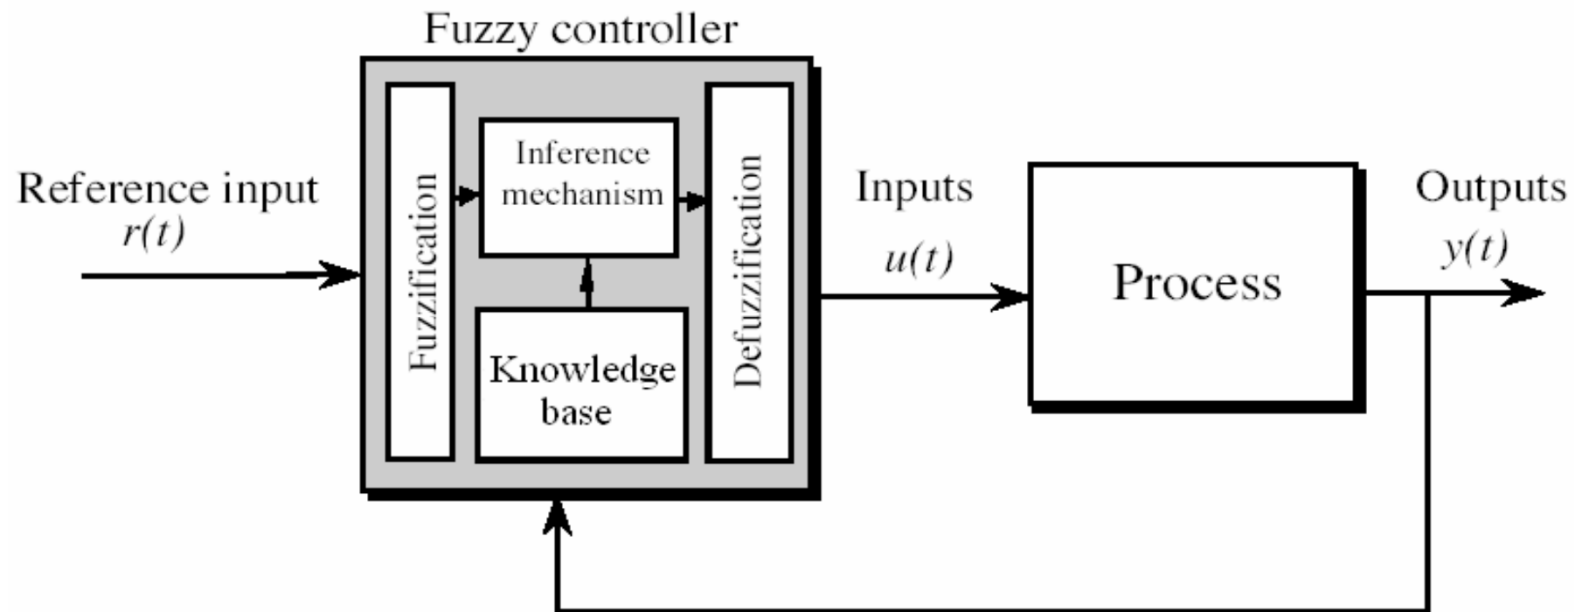 Fuzzy controller
Reference input
r(t)
Fuzzification
Inference
mechanism
Knowledge
base
Defuzzification
Inputs
u(t)
Process
Outputs
y(t)